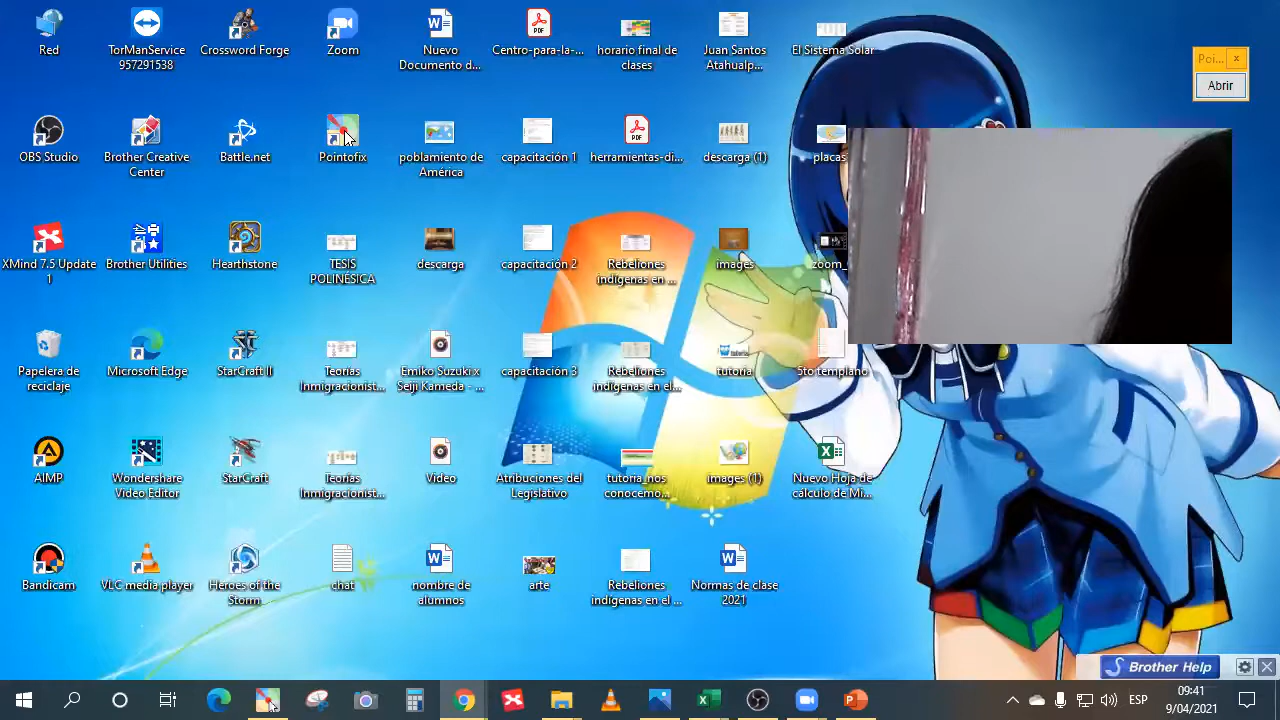 Red
TorManService
957291538
Crossword Forge
Zoom
Nuevo
Documento d...
Centro-para-la-...
horario final de
clases
Juan Santos
Atahualp...
El Sistema Solar
Poi...
x
Abrir
OBS Studio
Brother Creative
Center
Battle.net
Pointofix
poblamiento de
América
capacitación 1
herramientas-di...
descarga (1)
placas
XMind 7.5 Update
1
Brother Utilities
Hearthstone
TESIS
POLINÉSICA
descarga
capacitación 2
Rebeliones
indígenas en ...
images
zoom_
Papelera de
reciclaje
Microsoft Edge
StarCraft II
Teorias
Inmigracionist...
Emiko Suzuki x
Seiji Kameda - ...
capacitación 3
Rebeliones
indígenas en el...
tutoria
5to templano
AIMP
Wondershare
Video Editor
StarCraft
Teorias
Inmigracionist...
Video
Atribuciones del
Legislativo
tutoria_nos
conocemo...
images (1)
Nuevo Hoja de
cálculo de Mi...
Bandicam
VLC media player
Heroes of the
Storm
chat
nombre de
alumnos
arte
Rebeliones
indígenas en el ...
Normas de clase
2021
Brother Help
ESP
09:41
9/04/2021